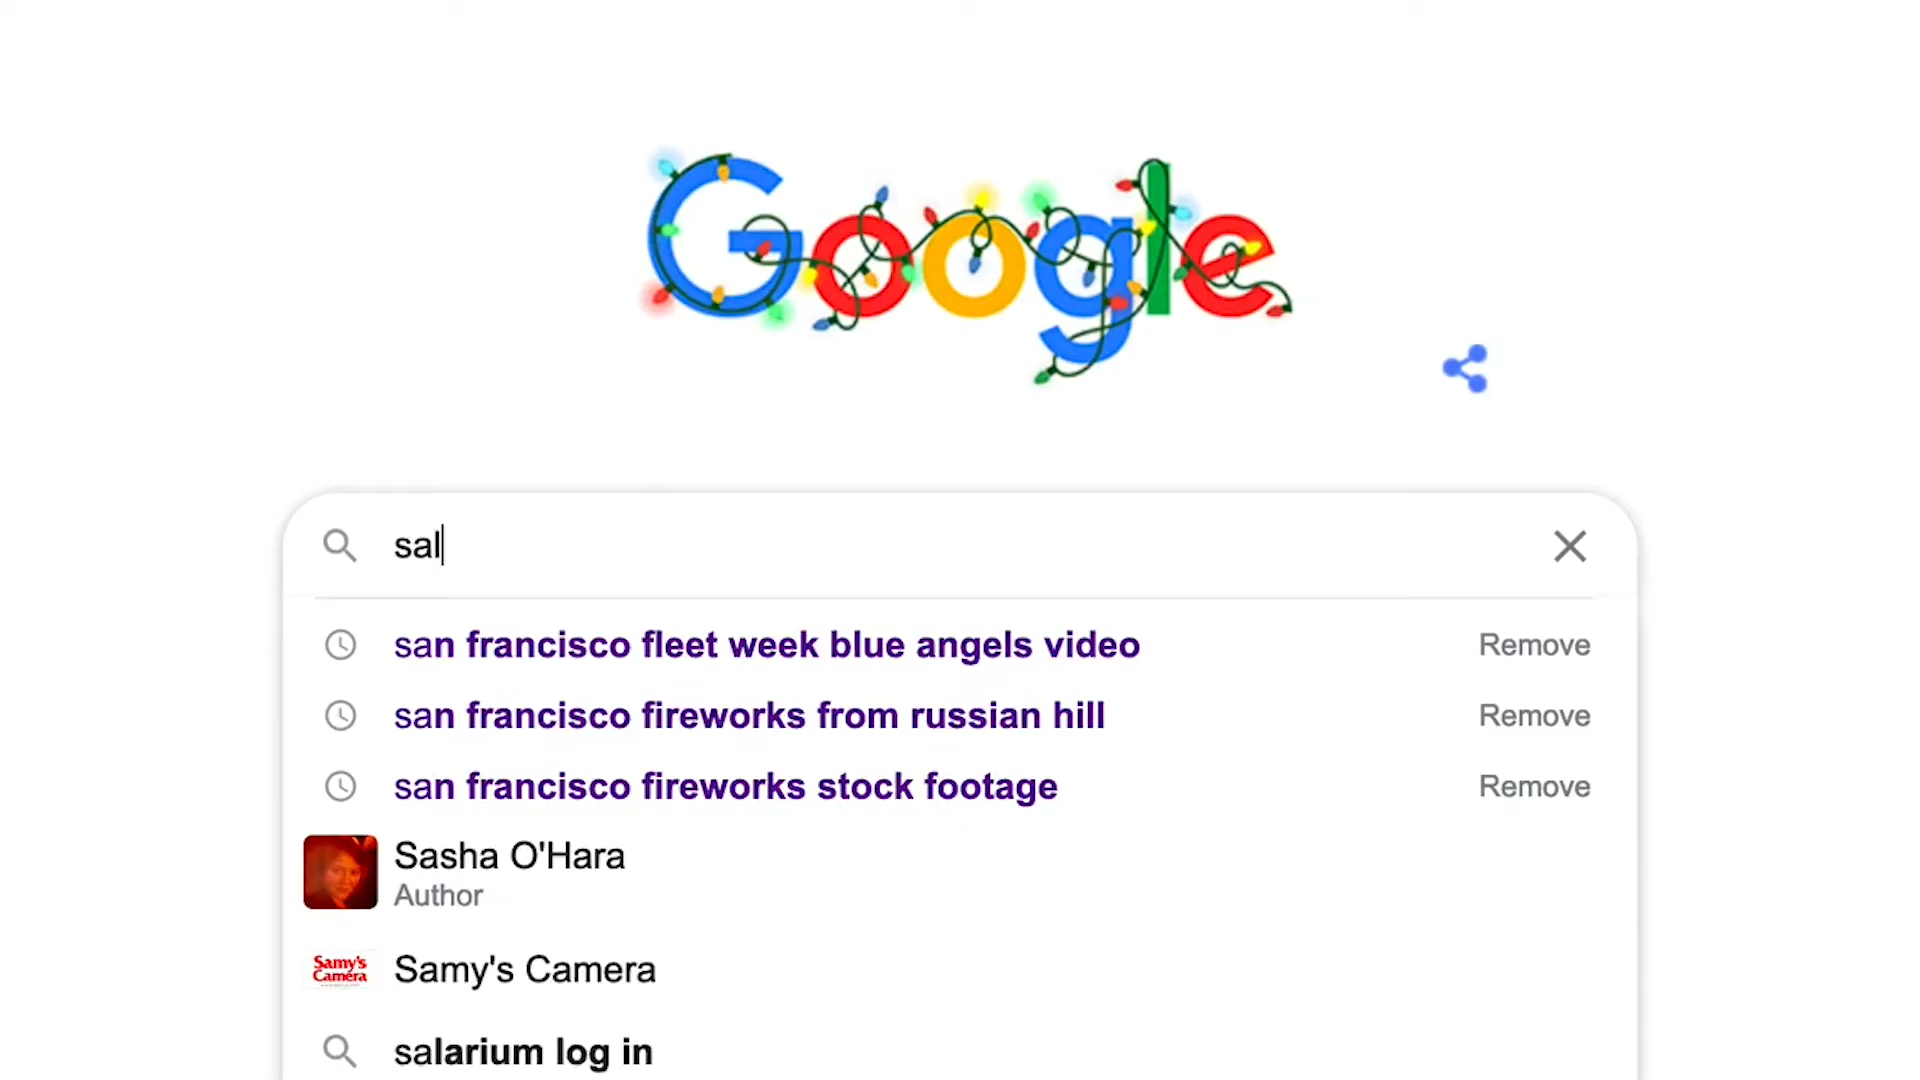 Google
sal
san francisco fleet week blue angels video Remove
san francisco fireworks from russian hill Remove
san francisco fireworks stock footage Remove
Sasha O'Hara
Author
Samy's
Camera
Samy's Camera
salarium log in